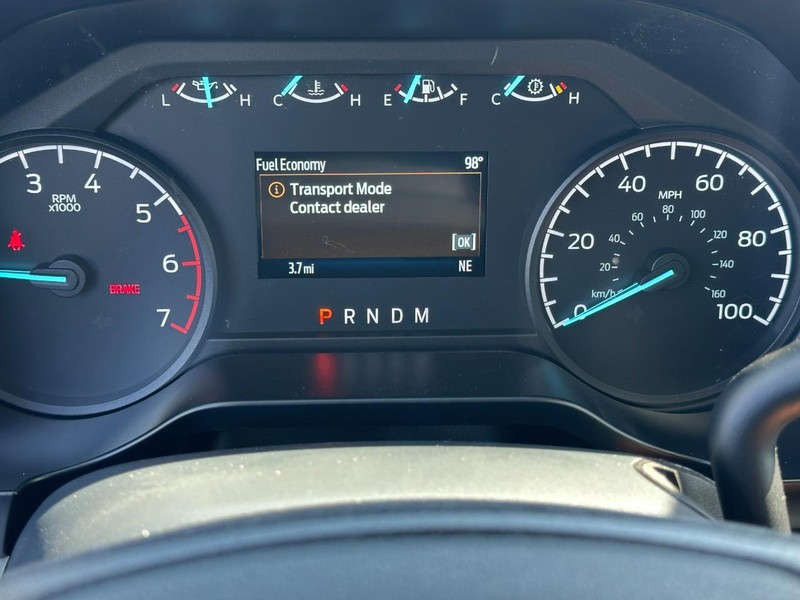 L H C H E F C H
Fuel Economy 98°
Transport Mode
Contact dealer
[OK]
3.7 mi NE
P R N D M
3 4 5 6 7
RPM
x1000
BRAKE
0 20 40 60 80 100
MPH
20 40 60 80 100 120 140 160
km/h